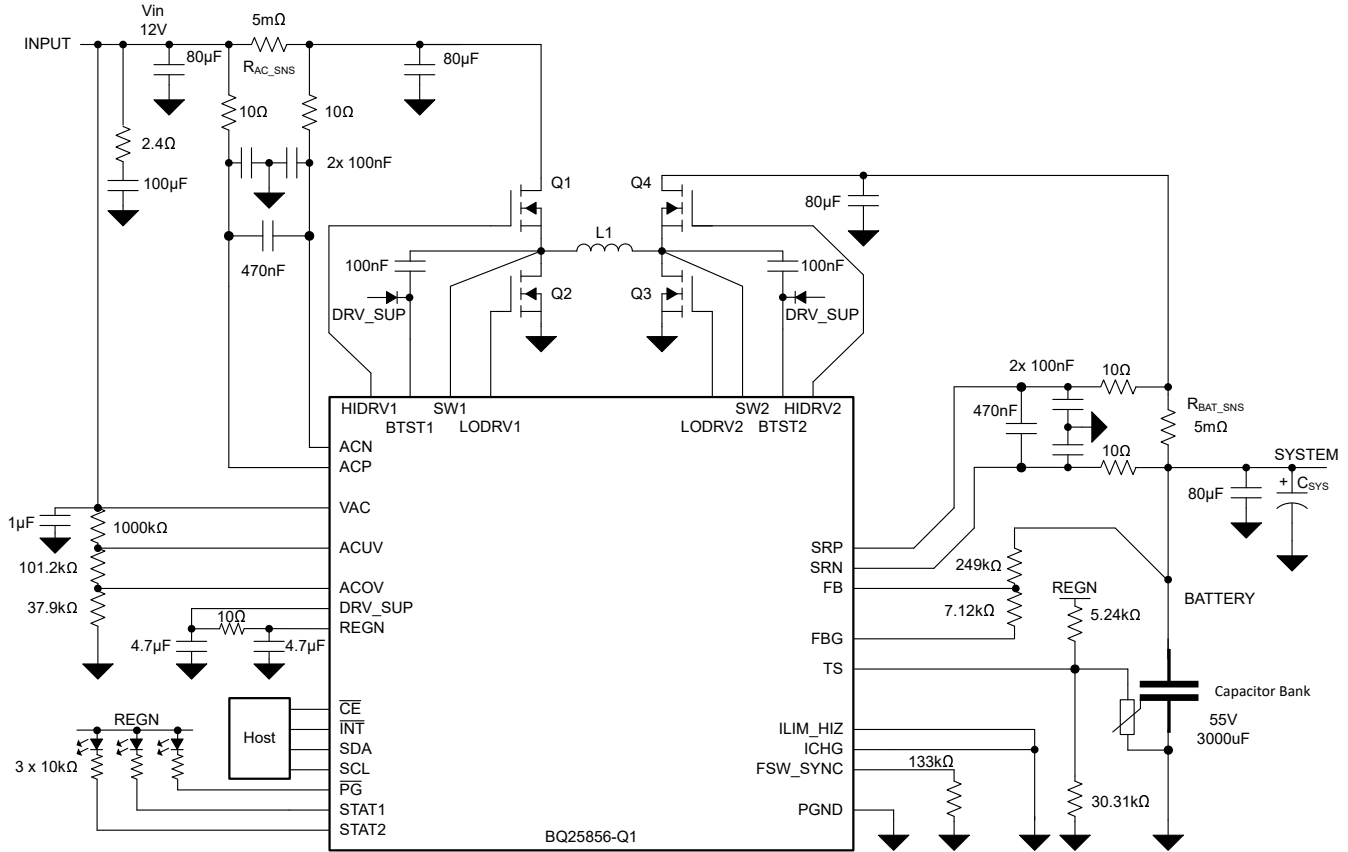 Vin
12V
INPUT
5mΩ
R_AC_SNS
80µF
80µF
10Ω
10Ω
2.4Ω
100µF
2x 100nF
470nF
Q1
Q4
80µF
L1
100nF
100nF
Q2
Q3
DRV_SUP
DRV_SUP
2x 100nF
10Ω
470nF
R_BAT_SNS
5mΩ
10Ω
SYSTEM
80µF
+
C_SYS
HIDRV1
BTST1
SW1
LODRV1
LODRV2
SW2
BTST2
HIDRV2
ACN
ACP
VAC
ACUV
ACOV
DRV_SUP
REGN
1µF
1000kΩ
101.2kΩ
37.9kΩ
10Ω
4.7µF
4.7µF
SRP
SRN
FB
FBG
TS
249kΩ
7.12kΩ
REGN
5.24kΩ
BATTERY
Capacitor Bank
55V
3000uF
30.31kΩ
Host
CE
INT
SDA
SCL
PG
STAT1
STAT2
REGN
3 x 10kΩ
ILIM_HIZ
ICHG
FSW_SYNC
PGND
133kΩ
BQ25856-Q1